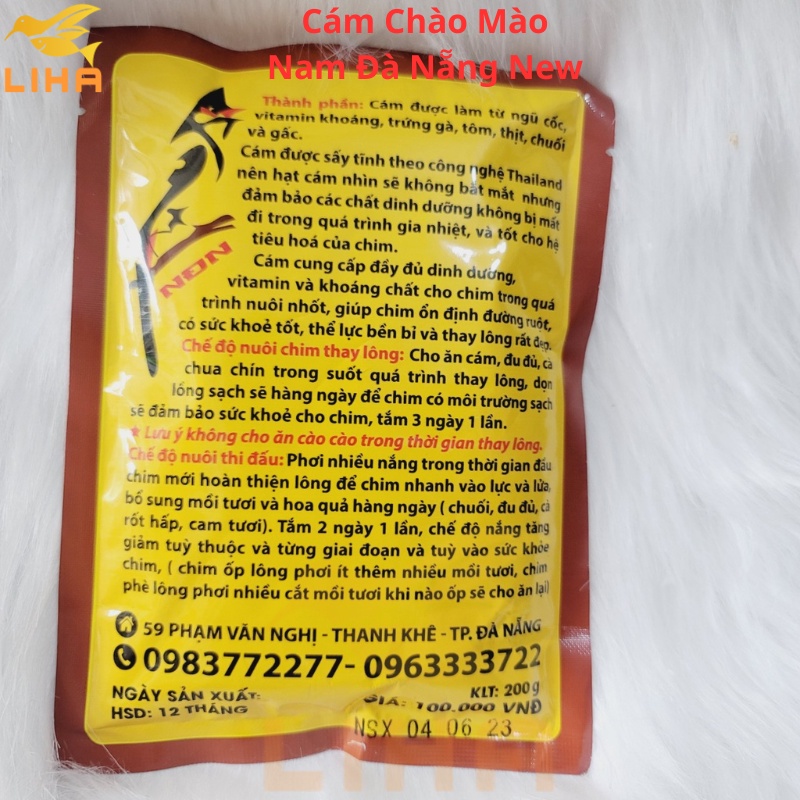 LIHA
Cám Chào Mào
Nam Đà Nẵng New
NĐN
Thành phần: Cám được làm từ ngũ cốc,
vitamin khoáng, trứng gà, tôm, thịt, chuối
và gấc.
Cám được sấy tĩnh theo công nghệ Thailand
nên hạt cám nhìn sẽ không bắt mắt nhưng
đảm bảo các chất dinh dưỡng không bị mất
đi trong quá trình gia nhiệt, và tốt cho hệ
tiêu hoá của chim.
Cám cung cấp đầy đủ dinh dưỡng,
vitamin và khoáng chất cho chim trong quá
trình nuôi nhốt, giúp chim ổn định đường ruột,
có sức khoẻ tốt, thể lực bền bỉ và thay lông rất đẹp.
Chế độ nuôi chim thay lông: Cho ăn cám, đu đủ, cà
chua chín trong suốt quá trình thay lông, dọn
lồng sạch sẽ hàng ngày để chim có môi trường sạch
sẽ đảm bảo sức khoẻ cho chim, tắm 3 ngày 1 lần.
★ Lưu ý không cho ăn cào cào trong thời gian thay lông.
Chế độ nuôi thi đấu: Phơi nhiều nắng trong thời gian đầu
chim mới hoàn thiện lông để chim nhanh vào lực và lửa,
bổ sung mồi tươi và hoa quả hàng ngày ( chuối, đu đủ, cà
rốt hấp, cam tươi). Tắm 2 ngày 1 lần, chế độ nắng tăng
giảm tuỳ thuộc và từng giai đoạn và tuỳ vào sức khỏe
chim, ( chim ốp lông phơi ít thêm nhiều mồi tươi, chim
phè lông phơi nhiều cắt mồi tươi khi nào ốp sẽ cho ăn lại)
59 PHẠM VĂN NGHỊ - THANH KHÊ - TP. ĐÀ NẴNG
0983772277- 0963333722
NGÀY SẢN XUẤT: KLT: 200g
HSD: 12 THÁNG GIÁ: 100.000 VNĐ
NSX 04 06 23
LIHA